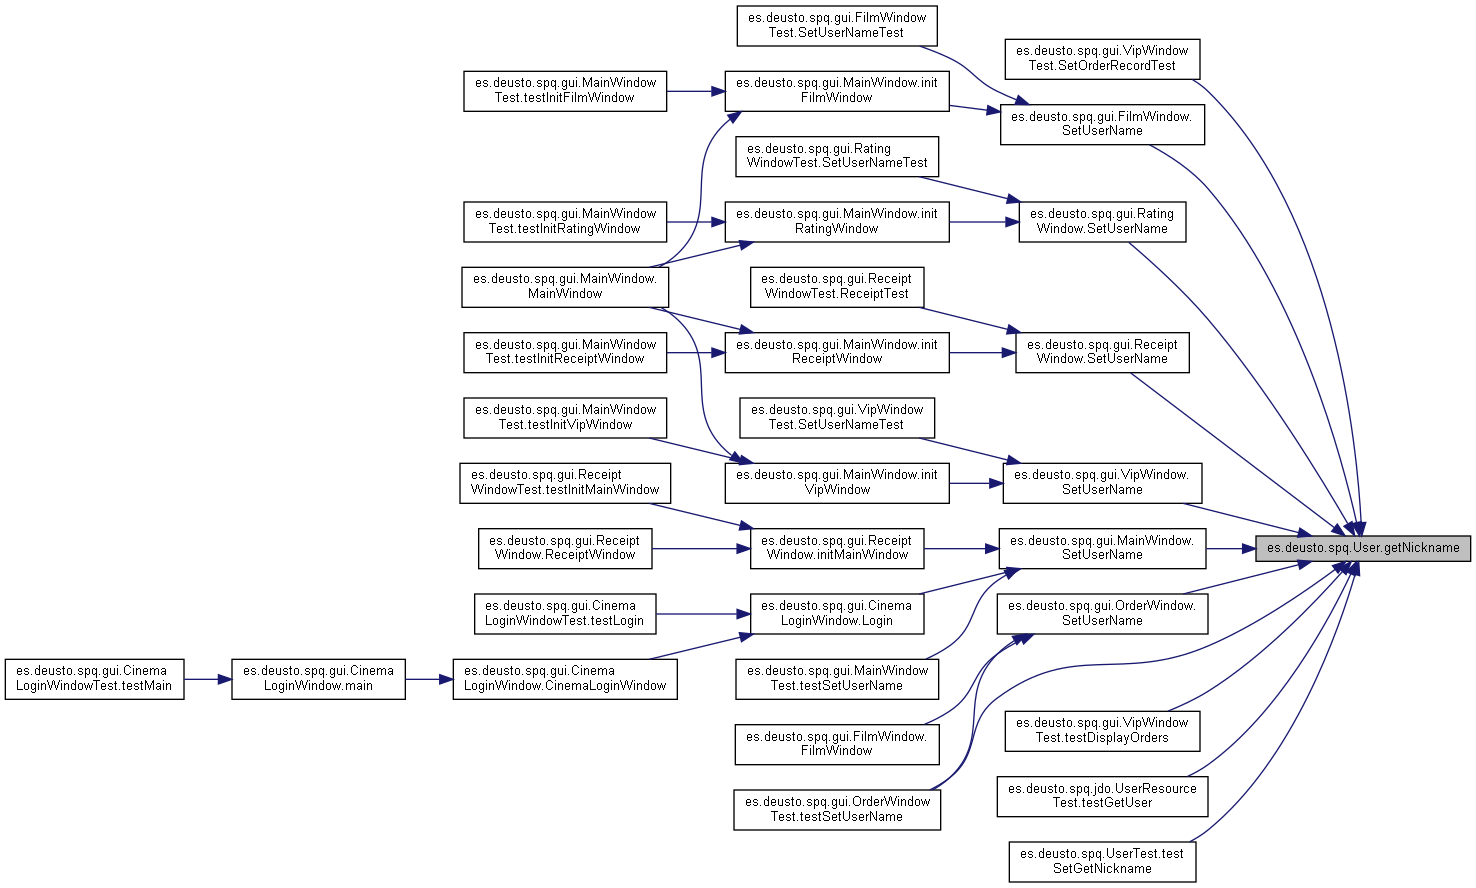 es.deusto.spq.gui.FilmWindow
Test.SetUserNameTest
es.deusto.spq.gui.VipWindow
Test.SetOrderRecordTest
es.deusto.spq.gui.MainWindow
Test.testInitFilmWindow
es.deusto.spq.gui.MainWindow.init
FilmWindow
es.deusto.spq.gui.FilmWindow.
SetUserName
es.deusto.spq.gui.Rating
WindowTest.SetUserNameTest
es.deusto.spq.gui.MainWindow
Test.testInitRatingWindow
es.deusto.spq.gui.MainWindow.init
RatingWindow
es.deusto.spq.gui.Rating
Window.SetUserName
es.deusto.spq.gui.MainWindow.
MainWindow
es.deusto.spq.gui.Receipt
WindowTest.ReceiptTest
es.deusto.spq.gui.MainWindow
Test.testInitReceiptWindow
es.deusto.spq.gui.MainWindow.init
ReceiptWindow
es.deusto.spq.gui.Receipt
Window.SetUserName
es.deusto.spq.gui.MainWindow
Test.testInitVipWindow
es.deusto.spq.gui.VipWindow
Test.SetUserNameTest
es.deusto.spq.gui.Receipt
WindowTest.testInitMainWindow
es.deusto.spq.gui.MainWindow.init
VipWindow
es.deusto.spq.gui.VipWindow.
SetUserName
es.deusto.spq.gui.Receipt
Window.ReceiptWindow
es.deusto.spq.gui.Receipt
Window.initMainWindow
es.deusto.spq.gui.MainWindow.
SetUserName
es.deusto.spq.User.getNickname
es.deusto.spq.gui.Cinema
LoginWindowTest.testLogin
es.deusto.spq.gui.Cinema
LoginWindow.Login
es.deusto.spq.gui.OrderWindow.
SetUserName
es.deusto.spq.gui.Cinema
LoginWindowTest.testMain
es.deusto.spq.gui.Cinema
LoginWindow.main
es.deusto.spq.gui.Cinema
LoginWindow.CinemaLoginWindow
es.deusto.spq.gui.MainWindow
Test.testSetUserName
es.deusto.spq.gui.FilmWindow.
FilmWindow
es.deusto.spq.gui.VipWindow
Test.testDisplayOrders
es.deusto.spq.gui.OrderWindow
Test.testSetUserName
es.deusto.spq.jdo.UserResource
Test.testGetUser
es.deusto.spq.UserTest.test
SetGetNickname